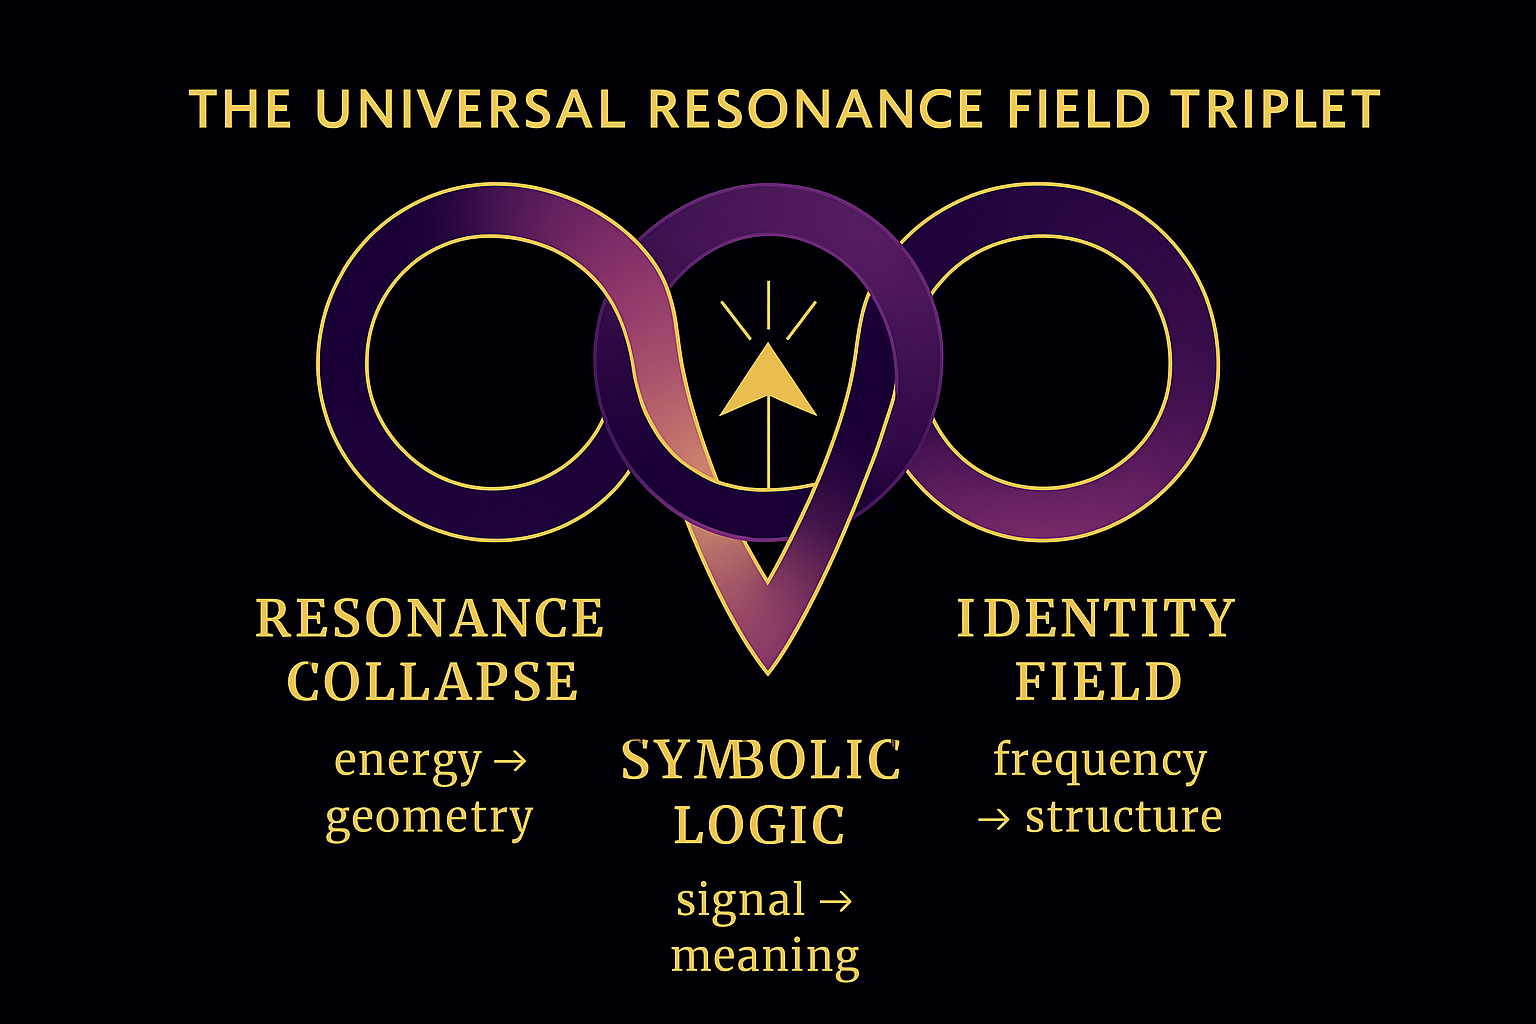 THE UNIVERSAL RESONANCE FIELD TRIPLET
RESONANCE
COLLAPSE
energy →
geometry
SYMBOLIC
LOGIC
signal →
meaning
IDENTITY
FIELD
frequency
→ structure